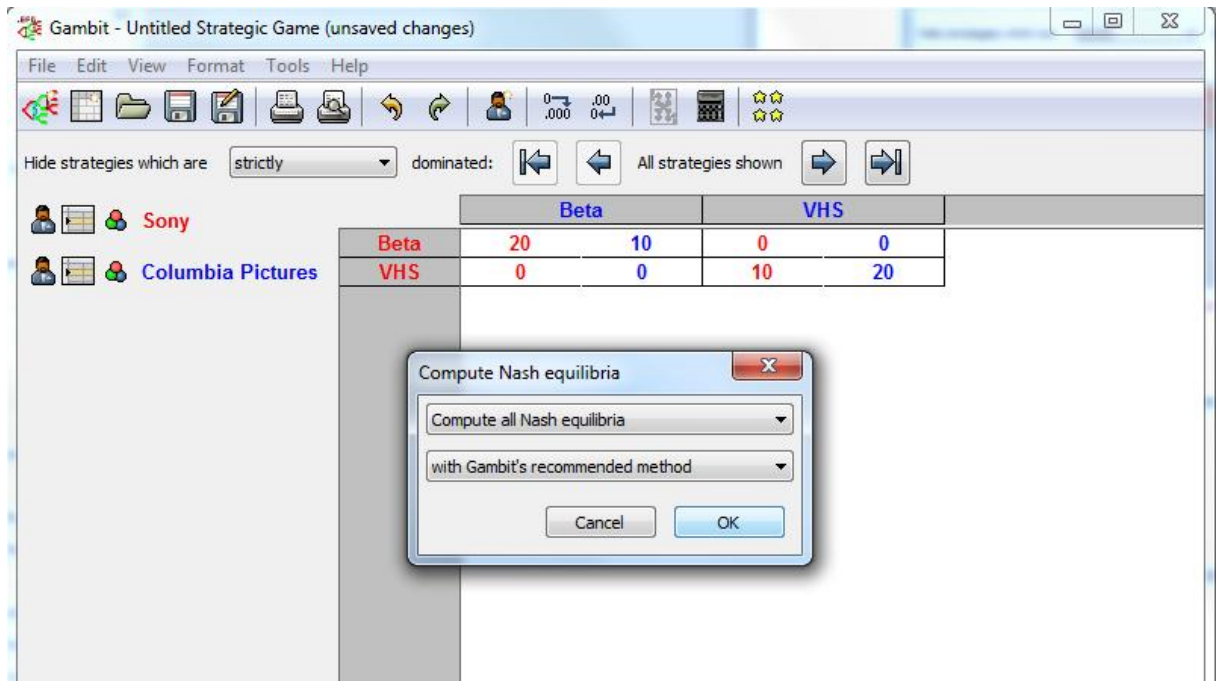 Gambit - Untitled Strategic Game (unsaved changes)
File Edit View Format Tools Help
Hide strategies which are strictly dominated: All strategies shown
Sony
Columbia Pictures
Beta VHS
Beta 20 10 0 0
VHS 0 0 10 20
Compute Nash equilibria
Compute all Nash equilibria
with Gambit's recommended method
Cancel OK